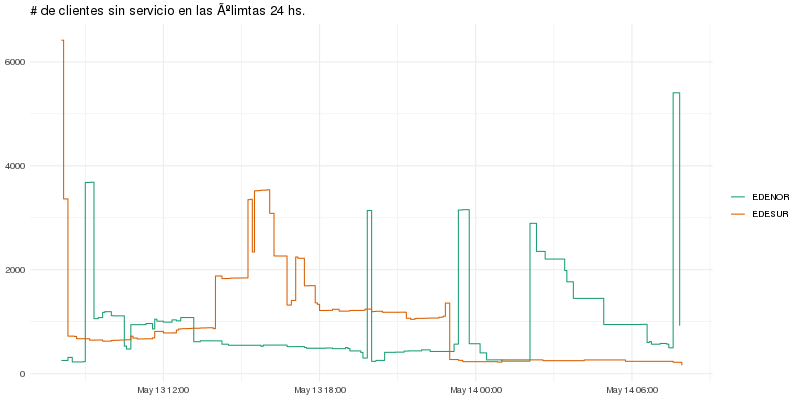 # de clientes sin servicio en las Ãºlimtas 24 hs.
6000
4000
2000
0
May 13 12:00
May 13 18:00
May 14 00:00
May 14 06:00
EDENOR
EDESUR